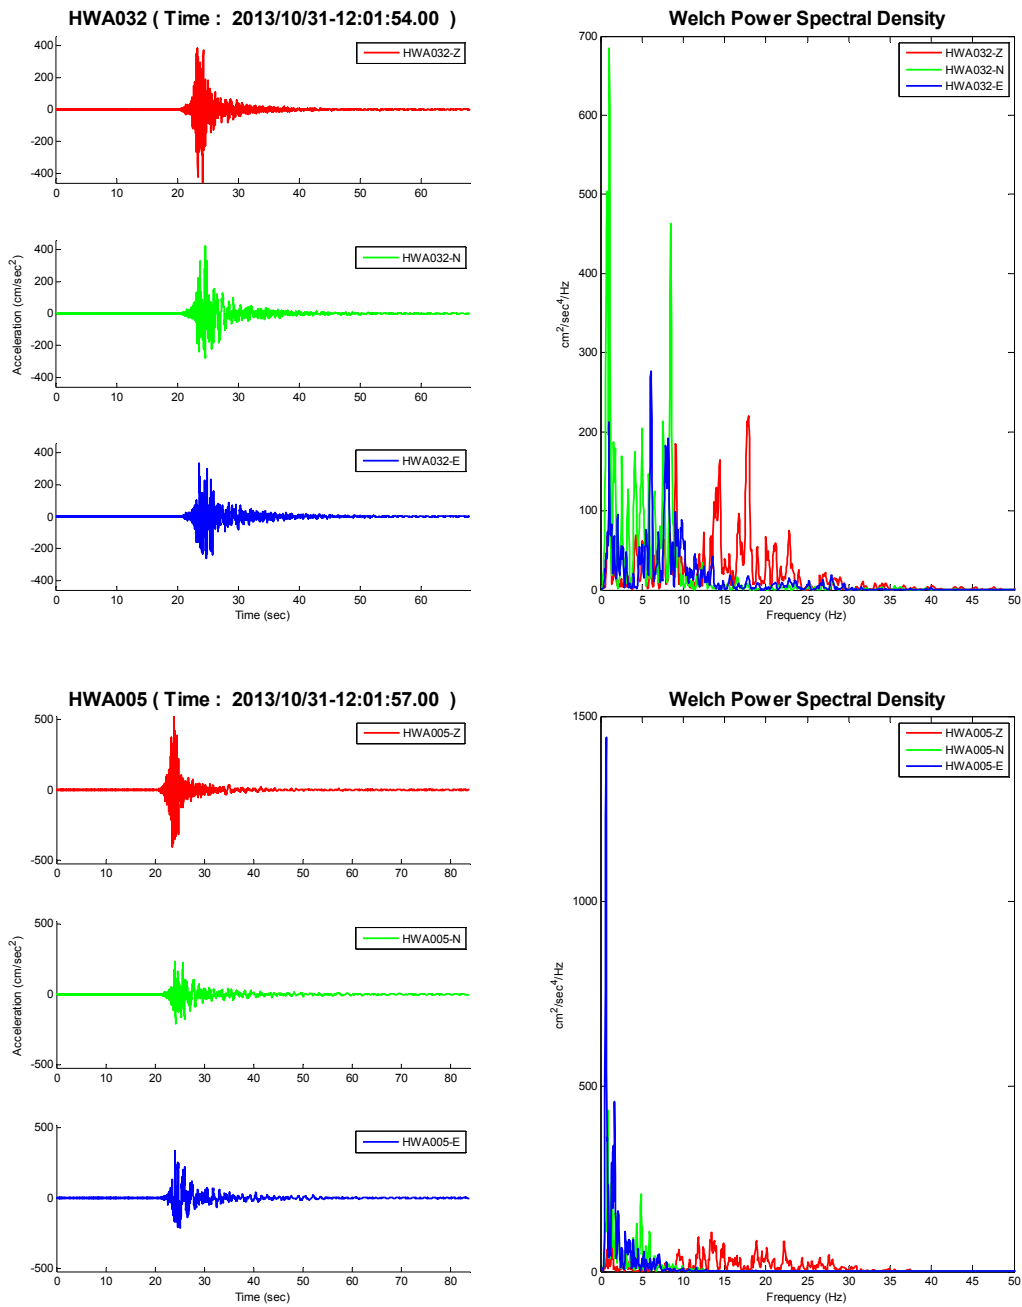 HWA032 ( Time :  2013/10/31-12:01:54.00  )
400
200
0
-200
-400
0 10 20 30 40 50 60
HWA032-Z
Acceleration (cm/sec²)
400
200
0
-200
-400
0 10 20 30 40 50 60
HWA032-N
400
200
0
-200
-400
0 10 20 30 40 50 60
HWA032-E
Time (sec)
Welch Power Spectral Density
cm²/sec⁴/Hz
700
600
500
400
300
200
100
0
0 5 10 15 20 25 30 35 40 45 50
HWA032-Z
HWA032-N
HWA032-E
Frequency (Hz)
HWA005 ( Time :  2013/10/31-12:01:57.00  )
500
0
-500
0 10 20 30 40 50 60 70 80
HWA005-Z
Acceleration (cm/sec²)
500
0
-500
0 10 20 30 40 50 60 70 80
HWA005-N
500
0
-500
0 10 20 30 40 50 60 70 80
HWA005-E
Time (sec)
Welch Power Spectral Density
cm²/sec⁴/Hz
1500
1000
500
0
0 5 10 15 20 25 30 35 40 45 50
HWA005-Z
HWA005-N
HWA005-E
Frequency (Hz)